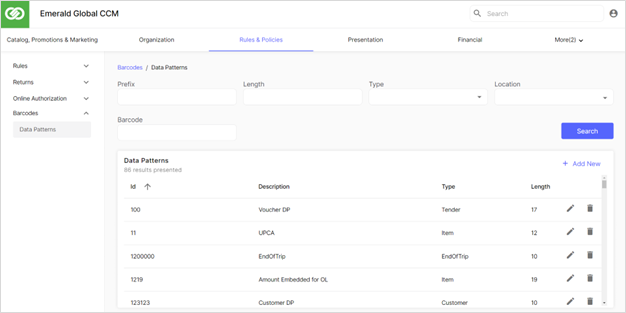 Emerald Global CCM
Search
Catalog, Promotions & Marketing Organization Rules & Policies Presentation Financial More(2)
Rules
Returns
Online Authorization
Barcodes
Data Patterns
Barcodes / Data Patterns
Prefix Length Type Location
Barcode
Search
Data Patterns
86 results presented
Add New
Id Description Type Length
100 Voucher DP Tender 17
11 UPCA Item 12
1200000 EndOfTrip EndOfTrip 10
1219 Amount Embedded for OL Item 19
123123 Customer DP Customer 10